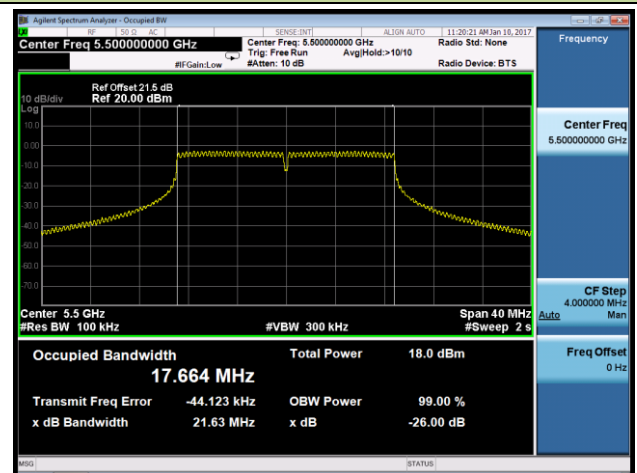 Agilent Spectrum Analyzer - Occupied BW
RF 50 Ω AC SENSE:INT ALIGN AUTO 11:20:21 AM Jan 10, 2017
Center Freq 5.500000000 GHz
Center Freq: 5.500000000 GHz Radio Std: None
Trig: Free Run Avg|Hold:>10/10
#IFGain:Low #Atten: 10 dB Radio Device: BTS
Frequency
Ref Offset 21.5 dB
10 dB/div Ref 20.00 dBm
Log
10.0
0.00
-10.0
-20.0
-30.0
-40.0
-50.0
-60.0
-70.0
Center Freq
5.500000000 GHz
Center 5.5 GHz Span 40 MHz
#Res BW 100 kHz #VBW 300 kHz #Sweep 2 s
CF Step
4.000000 MHz
Auto Man
Occupied Bandwidth Total Power 18.0 dBm
17.664 MHz
Transmit Freq Error -44.123 kHz OBW Power 99.00 %
x dB Bandwidth 21.63 MHz x dB -26.00 dB
Freq Offset
0 Hz
MSG STATUS